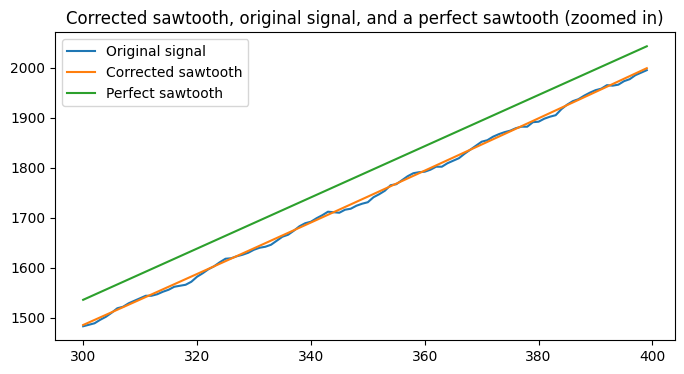 Corrected sawtooth, original signal, and a perfect sawtooth (zoomed in)
Original signal
Corrected sawtooth
Perfect sawtooth
2000
1900
1800
1700
1600
1500
300 320 340 360 380 400